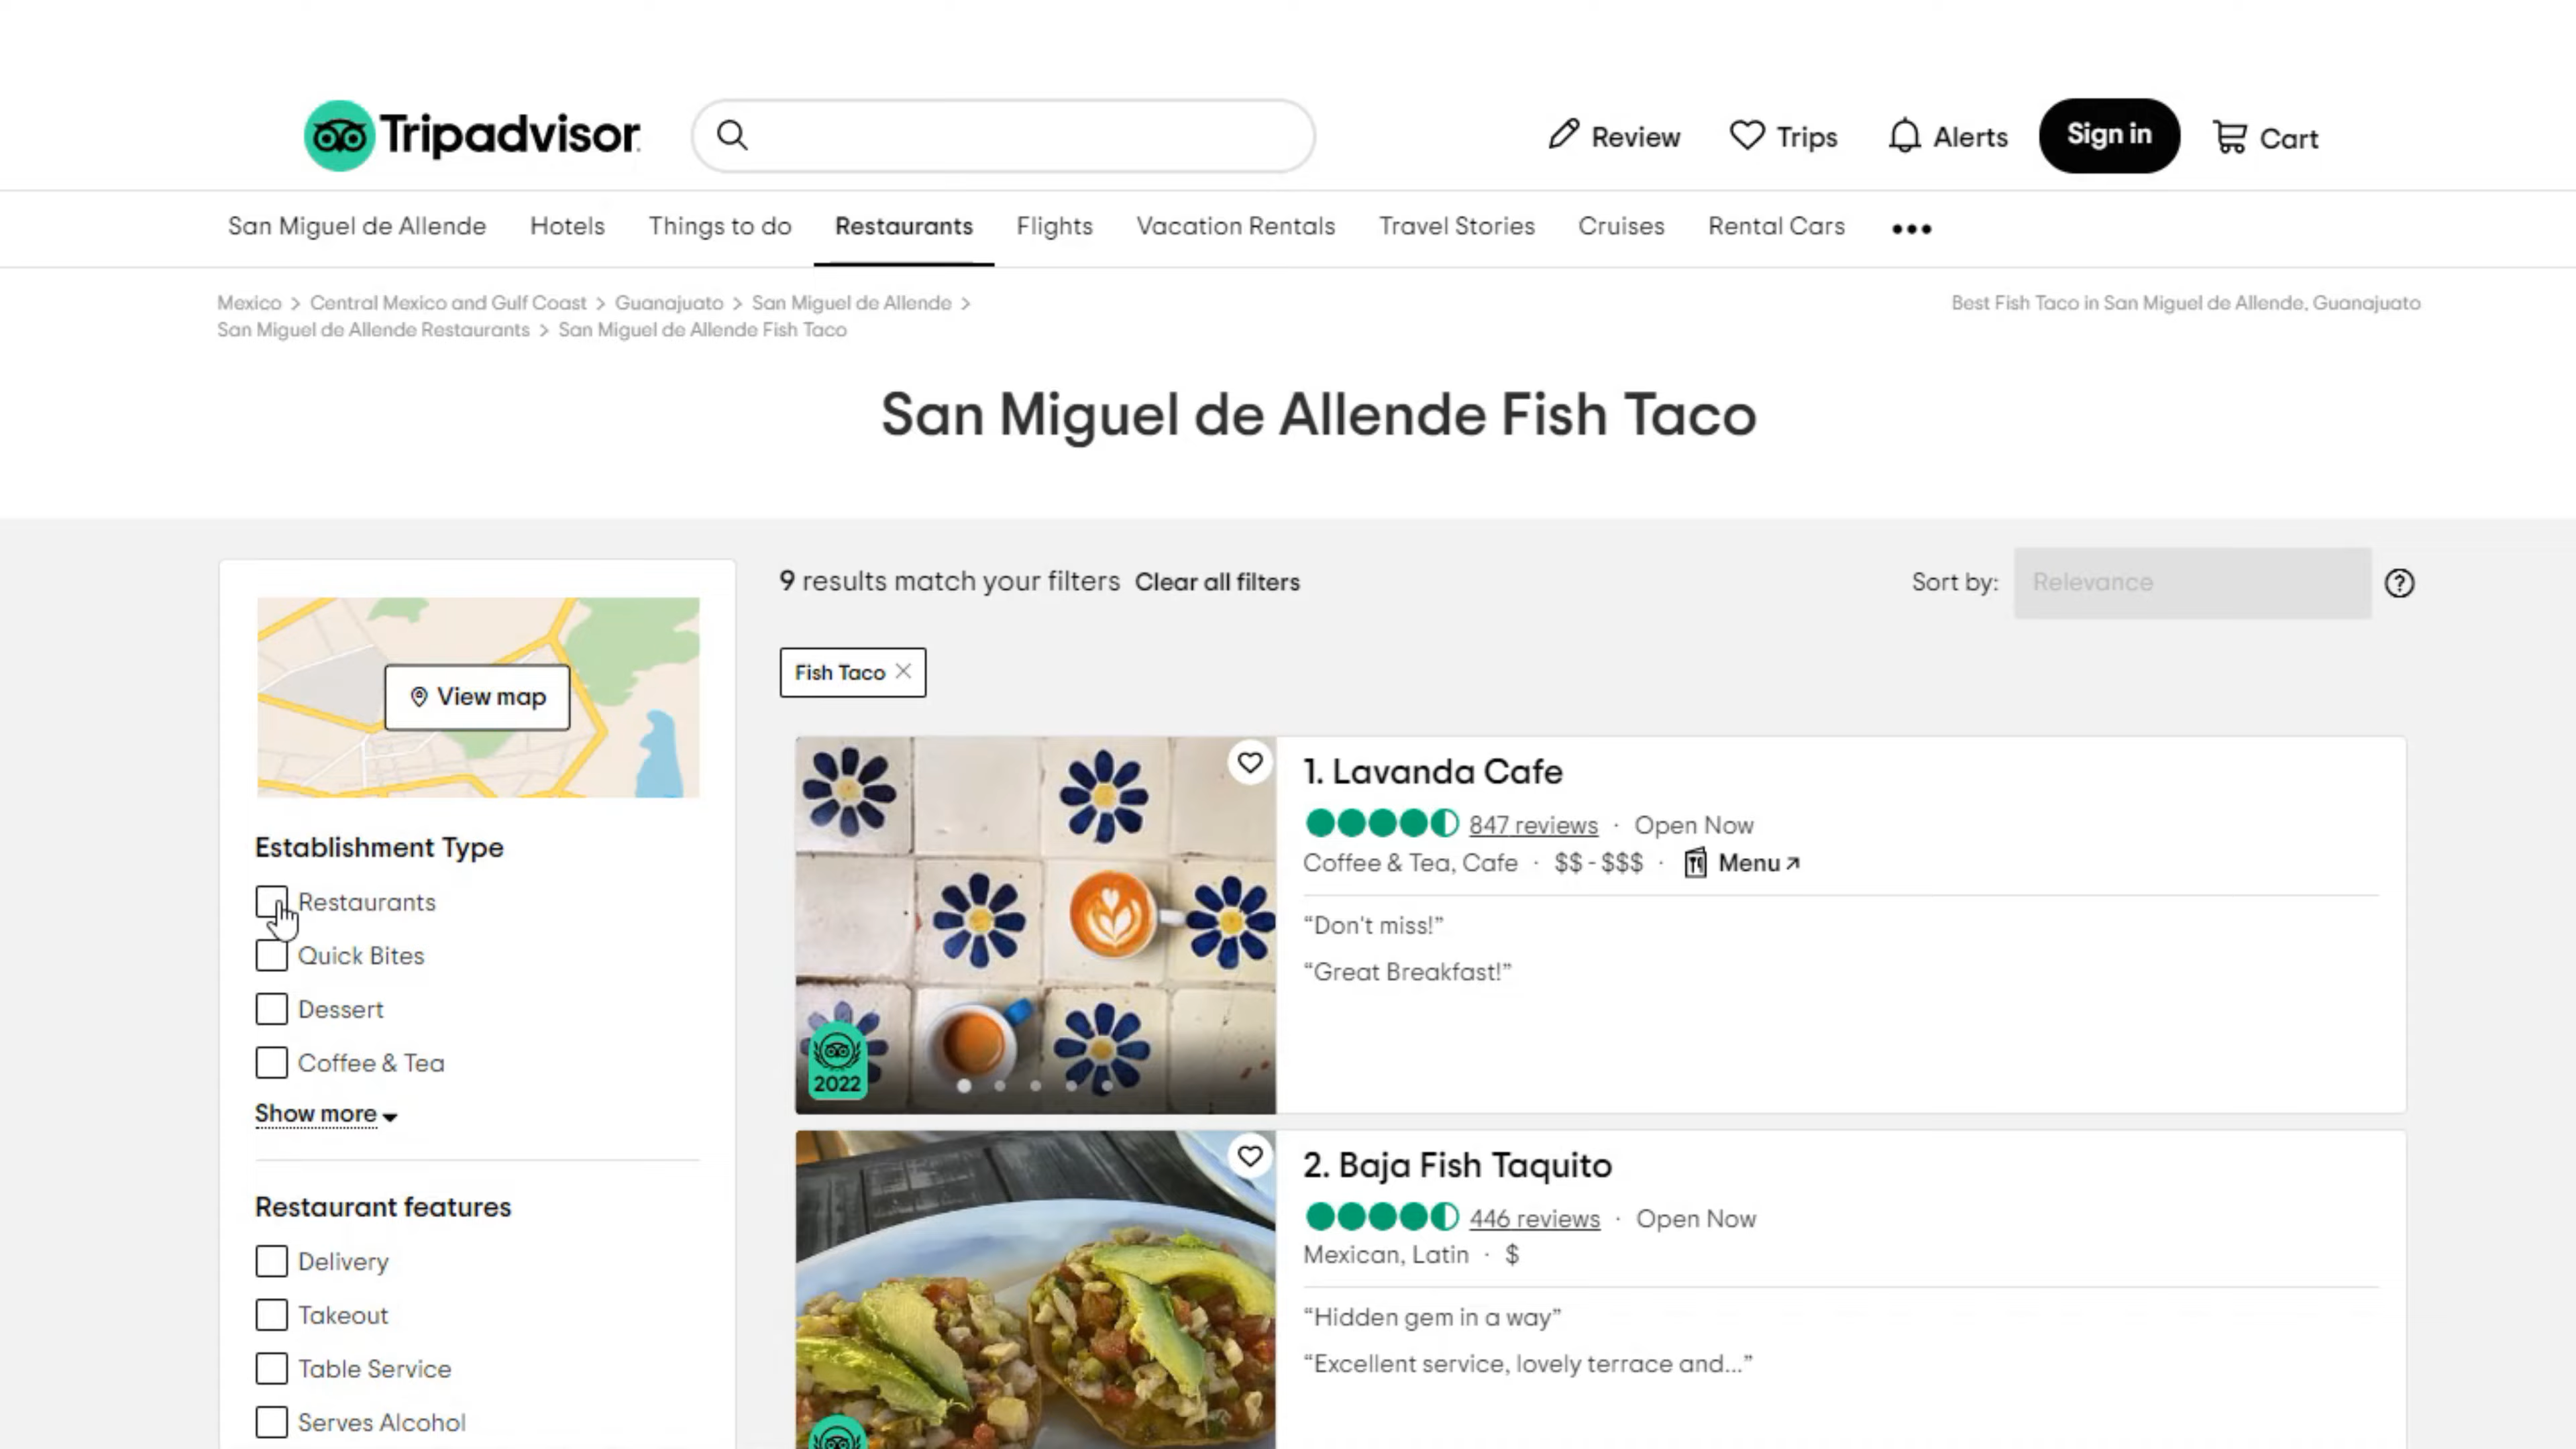 Tripadvisor
Review
Trips
Alerts
Sign in
Cart
San Miguel de Allende
Hotels
Things to do
Restaurants
Flights
Vacation Rentals
Travel Stories
Cruises
Rental Cars
•••
Mexico > Central Mexico and Gulf Coast > Guanajuato > San Miguel de Allende >
San Miguel de Allende Restaurants > San Miguel de Allende Fish Taco
Best Fish Taco in San Miguel de Allende, Guanajuato
San Miguel de Allende Fish Taco
View map
Establishment Type
Restaurants
Quick Bites
Dessert
Coffee & Tea
Show more
Restaurant features
Delivery
Takeout
Table Service
Serves Alcohol
9 results match your filters Clear all filters
Sort by: Relevance
Fish Taco
1. Lavanda Cafe
847 reviews · Open Now
Coffee & Tea, Cafe · $$ - $$$ · Menu
“Don't miss!”
“Great Breakfast!”
2022
2. Baja Fish Taquito
446 reviews · Open Now
Mexican, Latin · $
“Hidden gem in a way”
“Excellent service, lovely terrace and...”